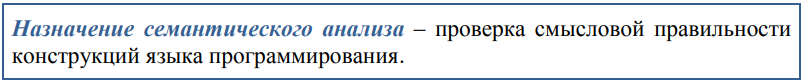 Назначение семантического анализа – проверка смысловой правильности
конструкций языка программирования.